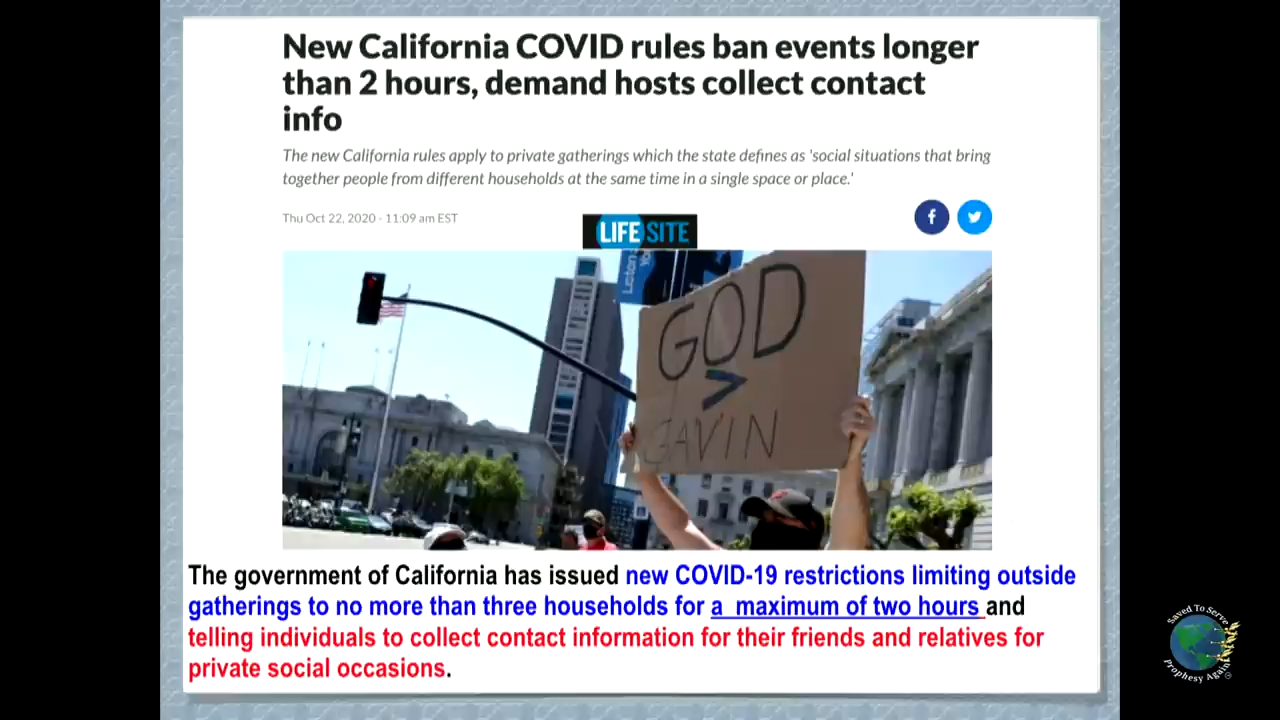 New California COVID rules ban events longer
than 2 hours, demand hosts collect contact
info
The new California rules apply to private gatherings which the state defines as 'social situations that bring
together people from different households at the same time in a single space or place.'
Thu Oct 22, 2020 - 11:09 am EST
LIFE SITE
GOD
>
GAVIN
The government of California has issued new COVID-19 restrictions limiting outside
gatherings to no more than three households for a maximum of two hours and
telling individuals to collect contact information for their friends and relatives for
private social occasions.
Saved To Serve
Prophesy Again